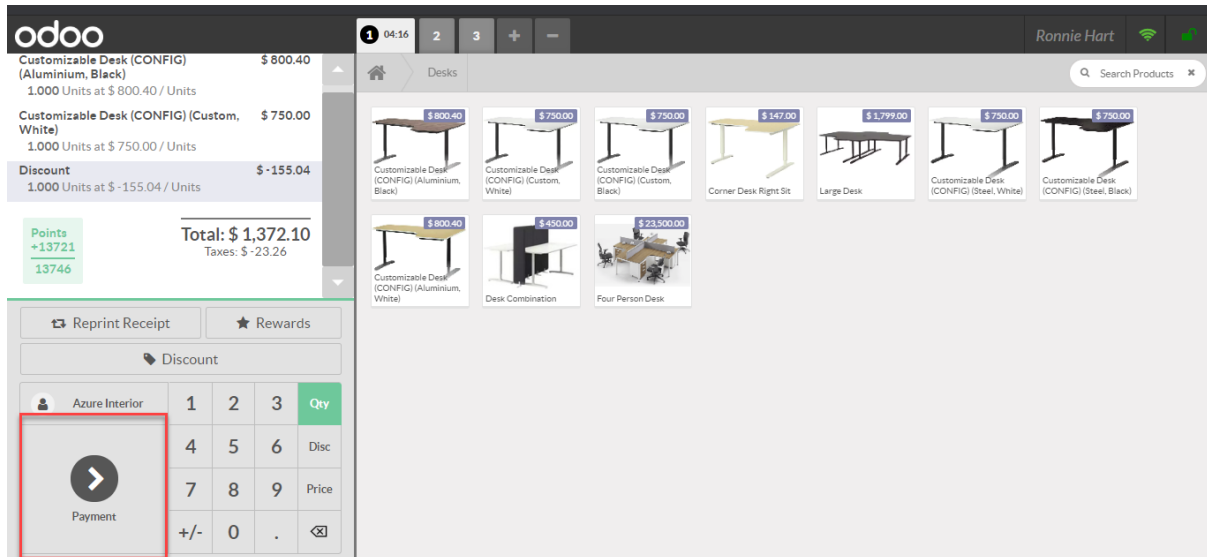 odoo
1 04:16 2 3 + −
Ronnie Hart
Customizable Desk (CONFIG) $ 800.40
(Aluminium, Black)
1.000 Units at $ 800.40 / Units
Customizable Desk (CONFIG) (Custom, $ 750.00
White)
1.000 Units at $ 750.00 / Units
Discount $ -155.04
1.000 Units at $ -155.04 / Units
Points
+13721
13746
Total: $ 1,372.10
Taxes: $ -23.26
Reprint Receipt
Rewards
Discount
Azure Interior
1 2 3 Qty
4 5 6 Disc
7 8 9 Price
+/- 0 .
Payment
Desks
Search Products
$ 800.40
Customizable Desk
(CONFIG) (Aluminium,
Black)
$ 750.00
Customizable Desk
(CONFIG) (Custom,
White)
$ 750.00
Customizable Desk
(CONFIG) (Custom,
Black)
$ 147.00
Corner Desk Right Sit
$ 1,799.00
Large Desk
$ 750.00
Customizable Desk
(CONFIG) (Steel, White)
$ 750.00
Customizable Desk
(CONFIG) (Steel, Black)
$ 800.40
Customizable Desk
(CONFIG) (Aluminium,
White)
$ 450.00
Desk Combination
$ 23,500.00
Four Person Desk